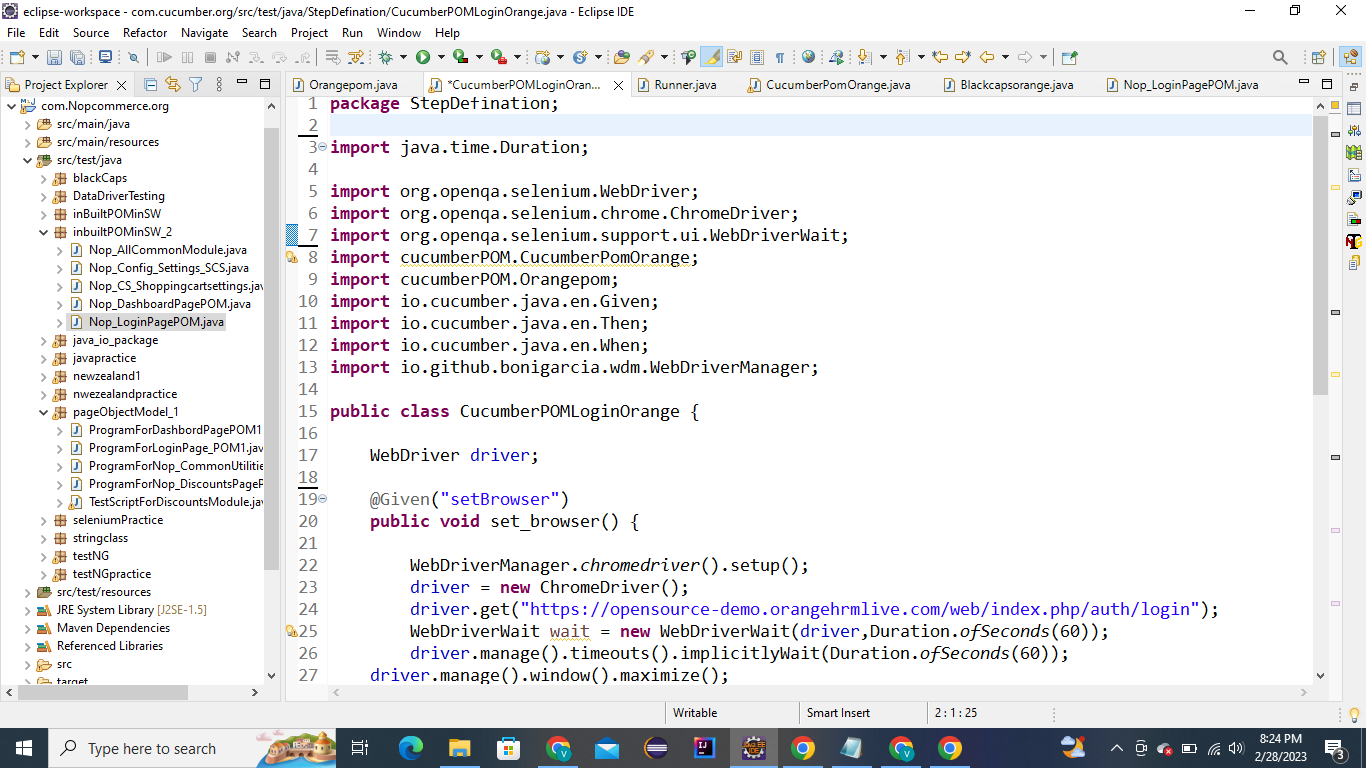 eclipse-workspace - com.cucumber.org/src/test/java/StepDefination/CucumberPOMLoginOrange.java - Eclipse IDE
File Edit Source Refactor Navigate Search Project Run Window Help
Project Explorer
Orangepom.java *CucumberPOMLoginOran... Runner.java CucumberPomOrange.java Blackcapsorange.java Nop_LoginPagePOM.java
com.Nopcommerce.org
src/main/java
src/main/resources
src/test/java
blackCaps
DataDriverTesting
inBuiltPOMinSW
inbuiltPOMinSW_2
Nop_AllCommonModule.java
Nop_Config_Settings_SCS.java
Nop_CS_Shoppingcartsettings.jav
Nop_DashboardPagePOM.java
Nop_LoginPagePOM.java
java_io_package
javapractice
newzealand1
nwezealandpractice
pageObjectModel_1
ProgramForDashbordPagePOM1
ProgramForLoginPage_POM1.jav
ProgramForNop_CommonUtilitie
ProgramForNop_DiscountsPageP
TestScriptForDiscountsModule.jav
seleniumPractice
stringclass
testNG
testNGpractice
src/test/resources
JRE System Library [J2SE-1.5]
Maven Dependencies
Referenced Libraries
src
target
1 package StepDefination;
2
3 import java.time.Duration;
4
5 import org.openqa.selenium.WebDriver;
6 import org.openqa.selenium.chrome.ChromeDriver;
7 import org.openqa.selenium.support.ui.WebDriverWait;
8 import cucumberPOM.CucumberPomOrange;
9 import cucumberPOM.Orangepom;
10 import io.cucumber.java.en.Given;
11 import io.cucumber.java.en.Then;
12 import io.cucumber.java.en.When;
13 import io.github.bonigarcia.wdm.WebDriverManager;
14
15 public class CucumberPOMLoginOrange {
16
17 WebDriver driver;
18
19 @Given("setBrowser")
20 public void set_browser() {
21
22 WebDriverManager.chromedriver().setup();
23 driver = new ChromeDriver();
24 driver.get("https://opensource-demo.orangehrmlive.com/web/index.php/auth/login");
25 WebDriverWait wait = new WebDriverWait(driver,Duration.ofSeconds(60));
26 driver.manage().timeouts().implicitlyWait(Duration.ofSeconds(60));
27 driver.manage().window().maximize();
Writable Smart Insert 2 : 1 : 25
Type here to search
8:24 PM
2/28/2023
3